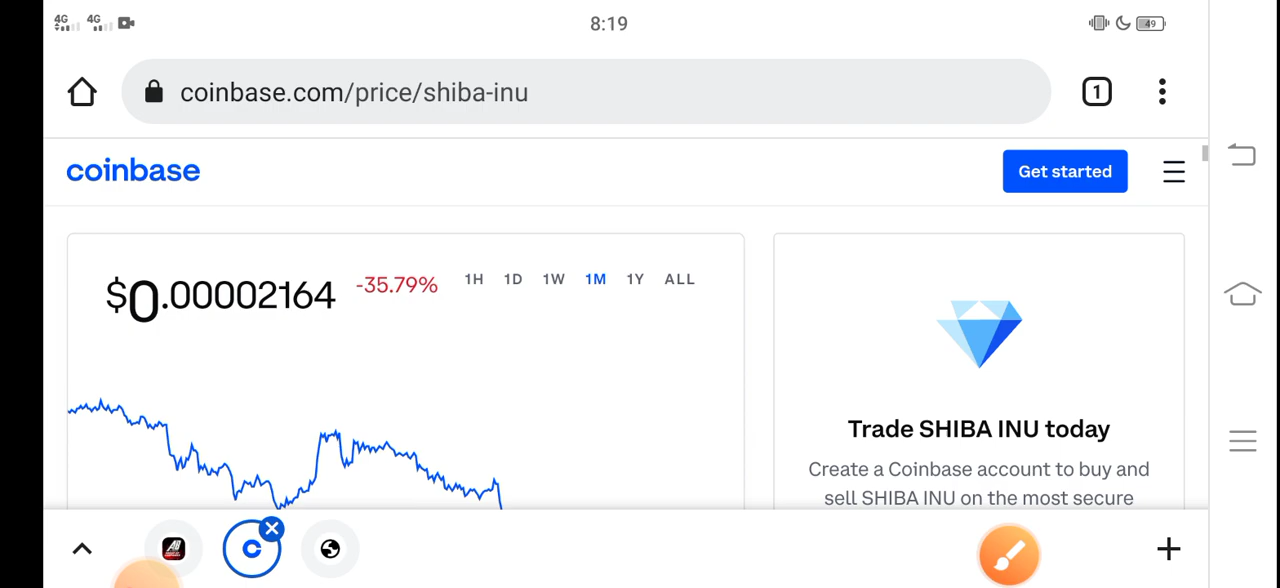 4G 4G 8:19 49
coinbase.com/price/shiba-inu 1
coinbase Get started
$0.00002164 -35.79% 1H 1D 1W 1M 1Y ALL
Trade SHIBA INU today
Create a Coinbase account to buy and
sell SHIBA INU on the most secure